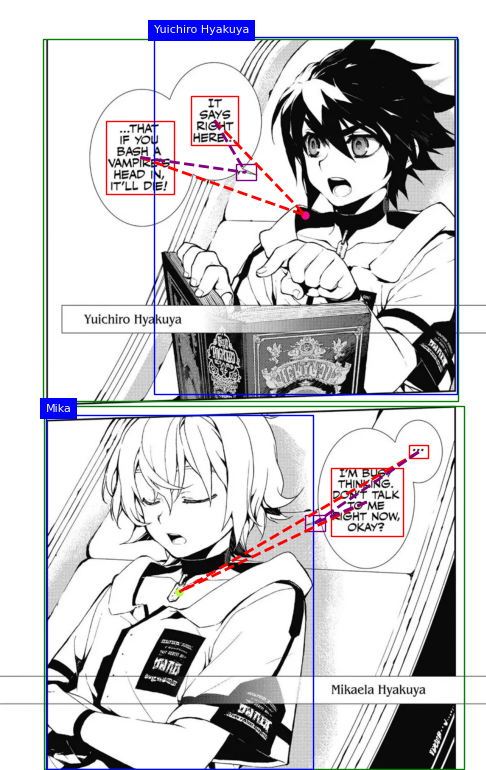 Yuichiro Hyakuya
IT
SAYS
RIGHT
HERE...
...THAT
IF YOU
BASH A
VAMPIRE'S
HEAD IN,
IT'LL DIE!
Yuichiro Hyakuya
Mika
...
I'M BUSY
THINKING.
DON'T TALK
TO ME
RIGHT NOW,
OKAY?
Mikaela Hyakuya